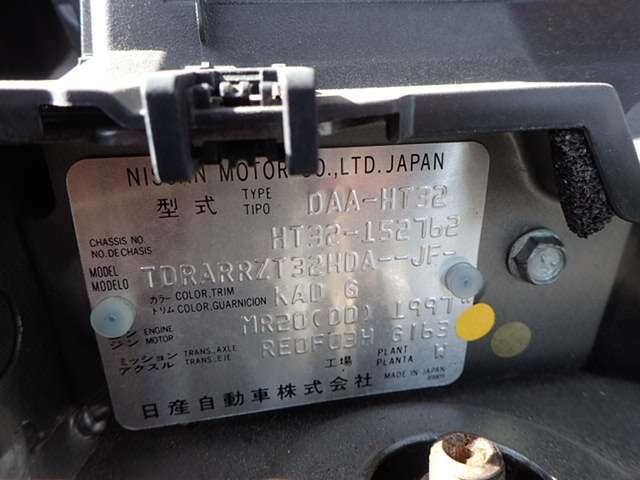 NISSAN MOTOR CO.,LTD. JAPAN
型式 TYPE TIPO DAA-HT32
CHASSIS NO. NO.DECHASIS HT32-152762
MODEL MODELO TDRARRZT32HDA--JF-
カラー COLOR,TRIM
トリム COLOR,GUARNICION KAD G
ジン ENGINE MOTOR MR20(DD) 1997
ミッション TRANS.,AXLE
アクスル TRANS.,EJE RE0F03H G163
工場 PLANT PLANTA W
日産自動車株式会社 MADE IN JAPAN